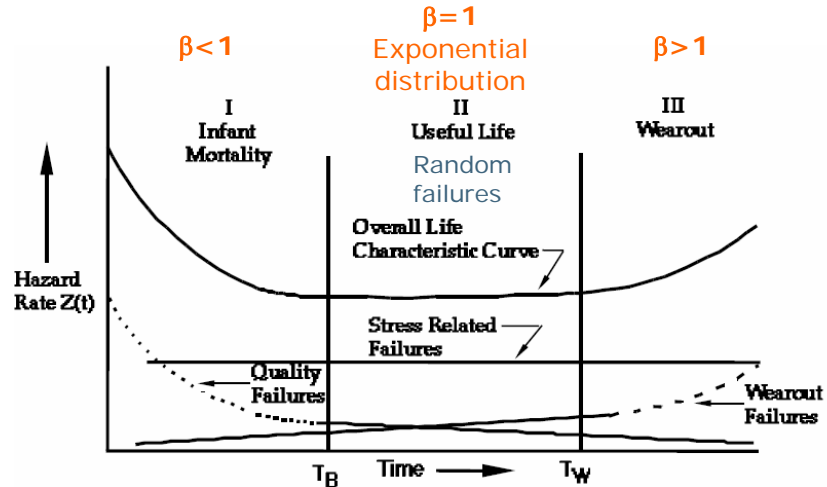 β<1
β=1
Exponential
distribution
β>1
I
Infant
Mortality
II
Useful Life
III
Wearout
Random
failures
Overall Life
Characteristic Curve
Hazard
Rate Z(t)
Stress Related
Failures
Quality
Failures
Wearout
Failures
TB
Time
TW